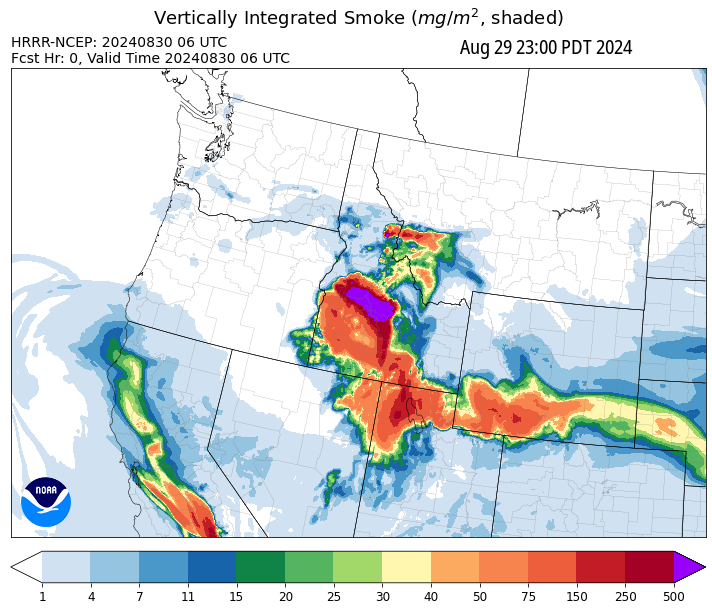 Vertically Integrated Smoke (mg/m², shaded)
HRRR-NCEP: 20240830 06 UTC
Fcst Hr: 0, Valid Time 20240830 06 UTC
Aug 29 23:00 PDT 2024
NOAA
1 4 7 11 15 20 25 30 40 50 75 150 250 500